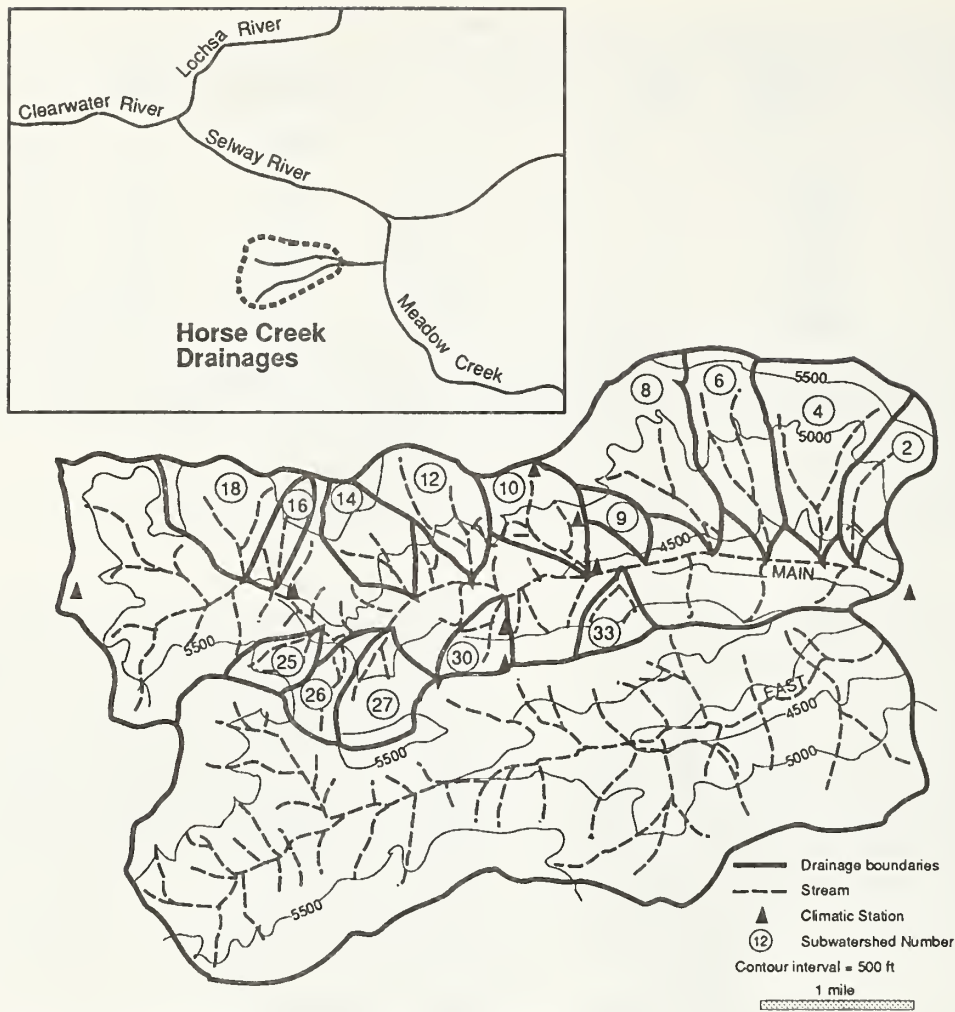 Lochsa River
Clearwater River
Selway River
Horse Creek
Drainages
Meadow Creek
8
6
5500
4
5000
2
18
16
14
12
10
9
4500
MAIN
5500
25
26
27
30
33
EAST
4500
5500
5000
5500
Drainage boundaries
Stream
Climatic Station
12 Subwatershed Number
Contour interval = 500 ft
1 mile